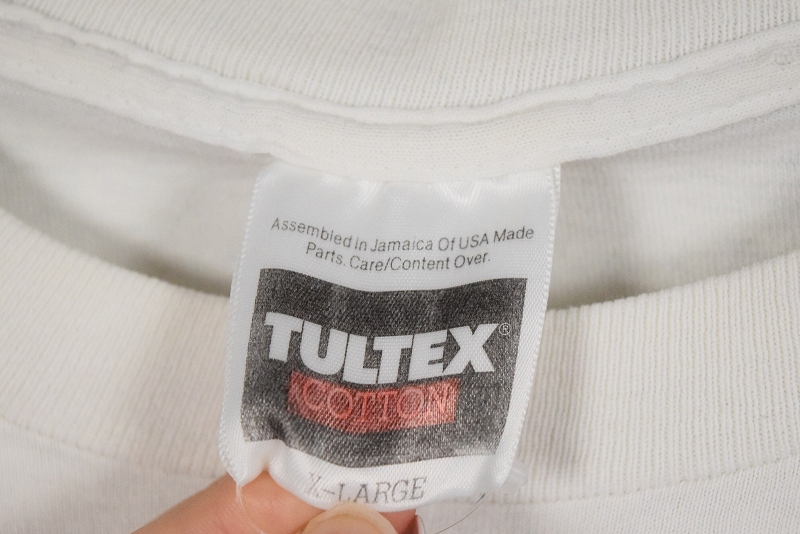 Assembled In Jamaica Of USA Made
Parts. Care/Content Over.
TULTEX®
COTTON
X-LARGE